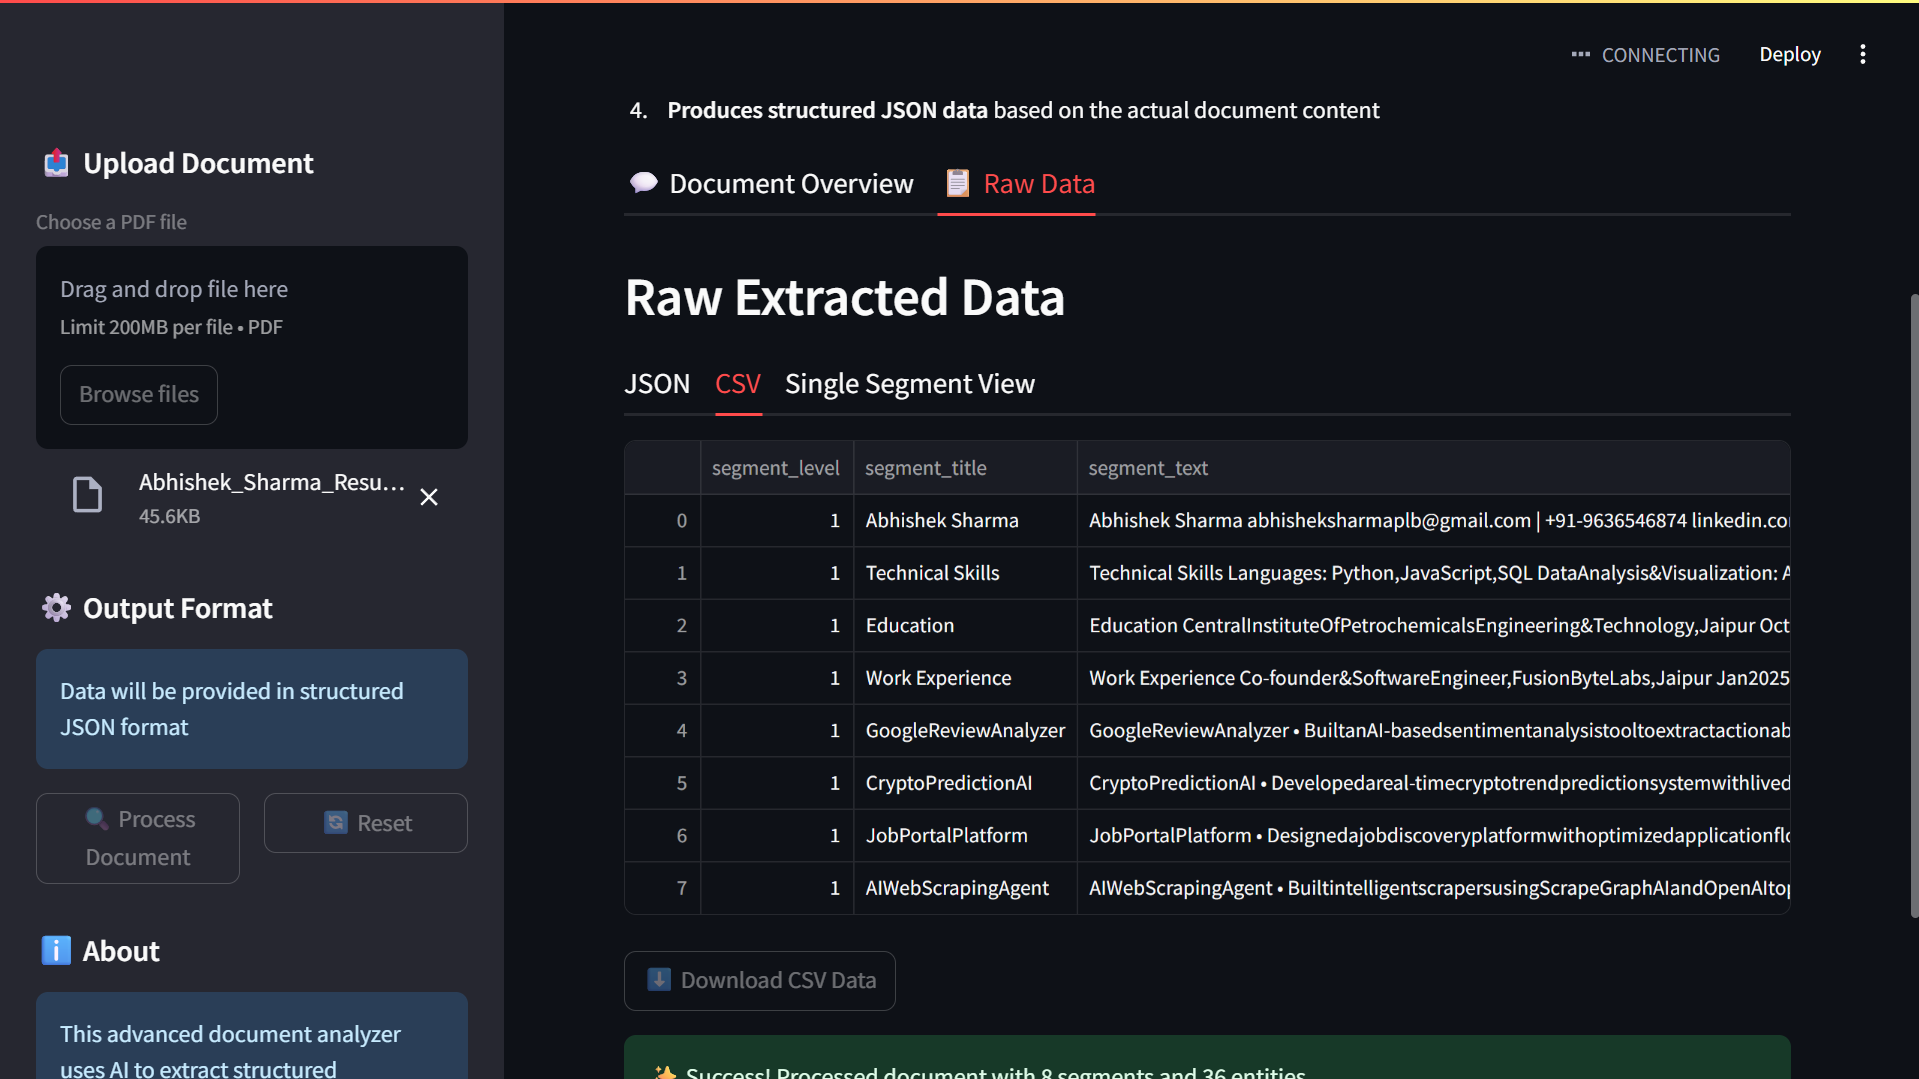 CONNECTING Deploy
Upload Document
Choose a PDF file
Drag and drop file here
Limit 200MB per file • PDF
Browse files
Abhishek_Sharma_Resu...
45.6KB
Output Format
Data will be provided in structured
JSON format
Process
Document
Reset
About
This advanced document analyzer
uses AI to extract structured
4. Produces structured JSON data based on the actual document content
Document Overview Raw Data
Raw Extracted Data
JSON CSV Single Segment View
segment_level segment_title segment_text
0 1 Abhishek Sharma Abhishek Sharma abhisheksharmaplb@gmail.com | +91-9636546874 linkedin.co
1 1 Technical Skills Technical Skills Languages: Python,JavaScript,SQL DataAnalysis&Visualization: A
2 1 Education Education CentralInstituteOfPetrochemicalsEngineering&Technology,Jaipur Oct
3 1 Work Experience Work Experience Co-founder&SoftwareEngineer,FusionByteLabs,Jaipur Jan2025
4 1 GoogleReviewAnalyzer GoogleReviewAnalyzer • BuiltanAI-basedsentimentanalysistooltoextractactionab
5 1 CryptoPredictionAI CryptoPredictionAI • Developedareal-timecryptotrendpredictionsystemwithlived
6 1 JobPortalPlatform JobPortalPlatform • Designedajobdiscoveryplatformwithoptimizedapplicationflo
7 1 AIWebScrapingAgent AIWebScrapingAgent • BuiltintelligentscrapersusingScrapeGraphAIandOpenAItop
Download CSV Data
Success! Processed document with 8 segments and 36 entities